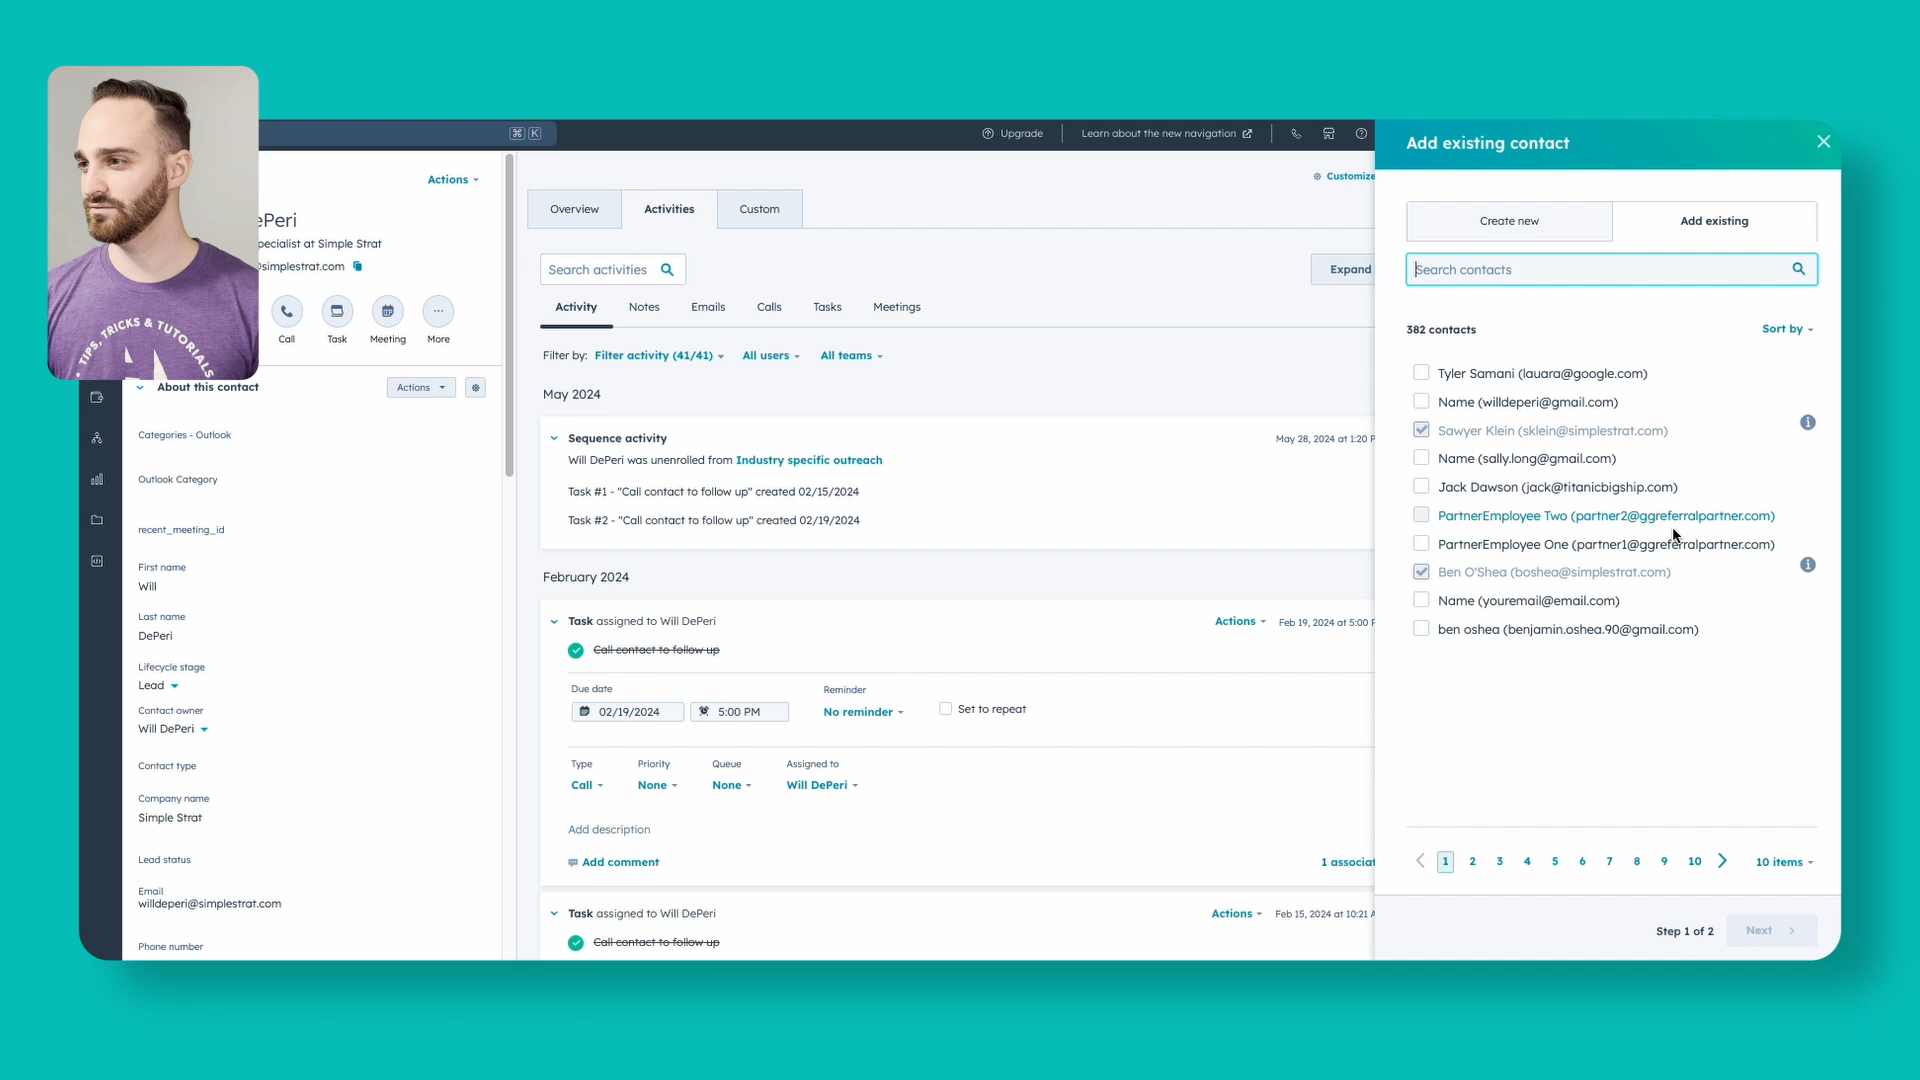 TIPS, TRICKS & TUTORIALS
K
Upgrade
Learn about the new navigation
Actions
ePeri
pecialist at Simple Strat
@simplestrat.com
Call
Task
Meeting
More
About this contact
Actions
Categories - Outlook
Outlook Category
recent_meeting_id
First name
Will
Last name
DePeri
Lifecycle stage
Lead
Contact owner
Will DePeri
Contact type
Company name
Simple Strat
Lead status
Email
willdeperi@simplestrat.com
Phone number
Customize
Overview
Activities
Custom
Search activities
Expand
Activity
Notes
Emails
Calls
Tasks
Meetings
Filter by: Filter activity (41/41) All users All teams
May 2024
Sequence activity
May 28, 2024 at 1:20 P
Will DePeri was unenrolled from Industry specific outreach
Task #1 - "Call contact to follow up" created 02/15/2024
Task #2 - "Call contact to follow up" created 02/19/2024
February 2024
Task assigned to Will DePeri
Actions
Feb 19, 2024 at 5:00 P
Call contact to follow up
Due date
Reminder
02/19/2024
5:00 PM
No reminder
Set to repeat
Type
Priority
Queue
Assigned to
Call
None
None
Will DePeri
Add description
Add comment
1 associat
Task assigned to Will DePeri
Actions
Feb 15, 2024 at 10:21 A
Call contact to follow up
Add existing contact
Create new
Add existing
Search contacts
382 contacts
Sort by
Tyler Samani (lauara@google.com)
Name (willdeperi@gmail.com)
Sawyer Klein (sklein@simplestrat.com)
Name (sally.long@gmail.com)
Jack Dawson (jack@titanicbigship.com)
PartnerEmployee Two (partner2@ggreferralpartner.com)
PartnerEmployee One (partner1@ggreferralpartner.com)
Ben O'Shea (boshea@simplestrat.com)
Name (youremail@email.com)
ben oshea (benjamin.oshea.90@gmail.com)
1 2 3 4 5 6 7 8 9 10
10 items
Step 1 of 2
Next